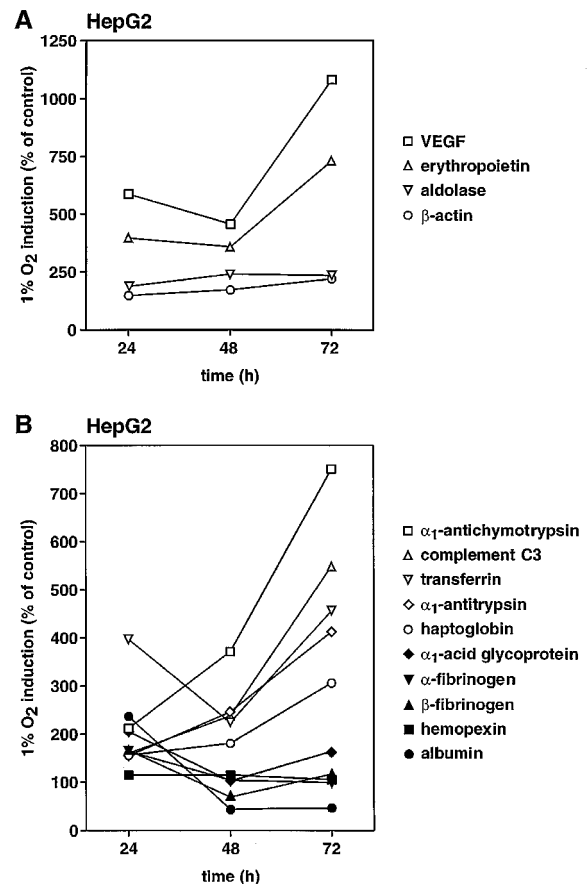 A HepG2
1250
1000
750
500
250
0
1% O2 induction (% of control)
24 48 72
time (h)
VEGF
erythropoietin
aldolase
β-actin
B HepG2
800
700
600
500
400
300
200
100
0
1% O2 induction (% of control)
24 48 72
time (h)
α1-antichymotrypsin
complement C3
transferrin
α1-antitrypsin
haptoglobin
α1-acid glycoprotein
α-fibrinogen
β-fibrinogen
hemopexin
albumin